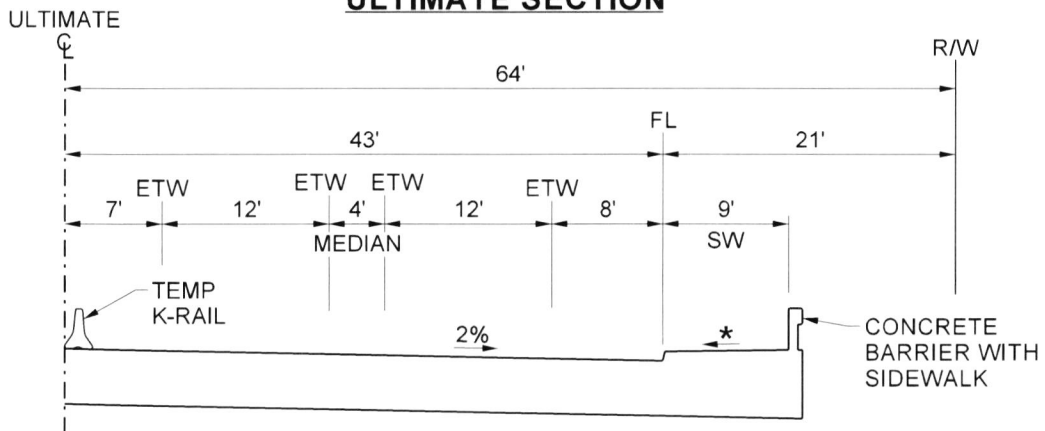 ULTIMATE SECTION
ULTIMATE
℄
R/W
64'
FL
43'
21'
ETW
ETW
ETW
ETW
7'
12'
4'
12'
8'
9'
MEDIAN
SW
TEMP
K-RAIL
2%
*
CONCRETE
BARRIER WITH
SIDEWALK